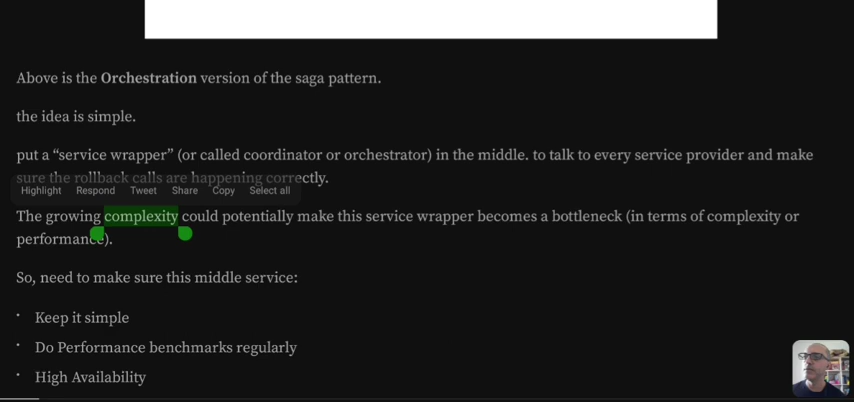 Above is the Orchestration version of the saga pattern.
the idea is simple.
put a “service wrapper” (or called coordinator or orchestrator) in the middle. to talk to every service provider and make
sure the rollback calls are happening correctly.
Highlight Respond Tweet Share Copy Select all
The growing complexity could potentially make this service wrapper becomes a bottleneck (in terms of complexity or
performance).
So, need to make sure this middle service:
• Keep it simple
• Do Performance benchmarks regularly
• High Availability